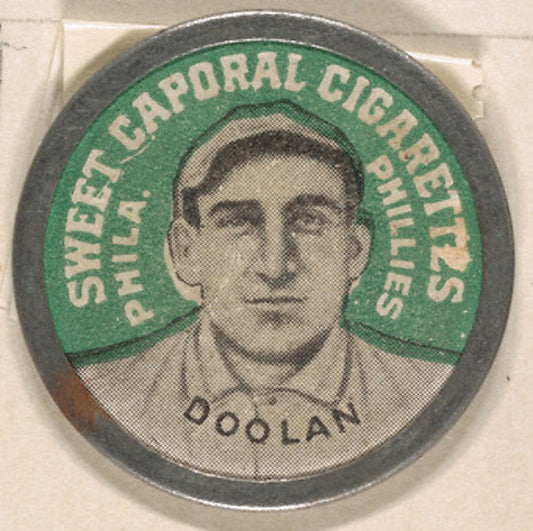 SWEET CAPORAL CIGARETTES
PHILA.
PHILLIES
DOOLAN